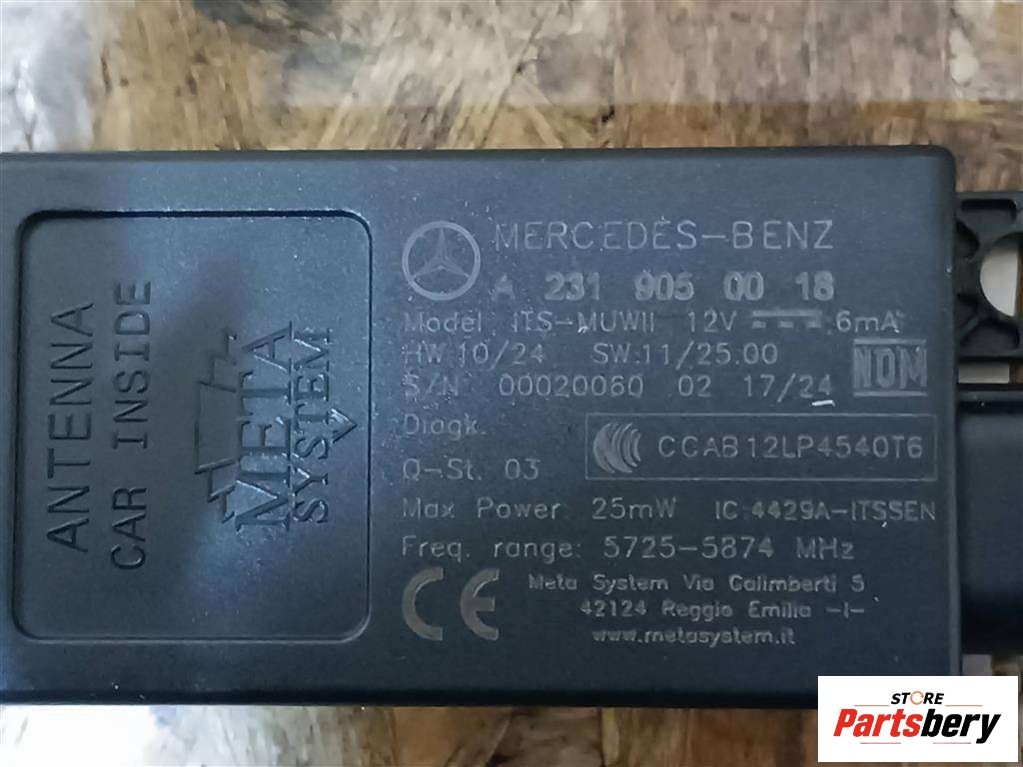 ANTENNA
CAR INSIDE
META
SYSTEM
MERCEDES-BENZ
A 231 905 00 18
Model ITS-MUWII 12V 6mA
HW 10/24 SW 11/25.00
S/N 00020060 02 17/24
NOM
Diagk.
CCAB12LP4540T6
Q-St. 03
Max Power: 25mW IC:4429A-ITSSEN
Freq. range: 5725-5874 MHz
CE
Meta System Via Galimberti 5
42124 Reggio Emilia -I-
www.metasystem.it
STORE
Partsbery